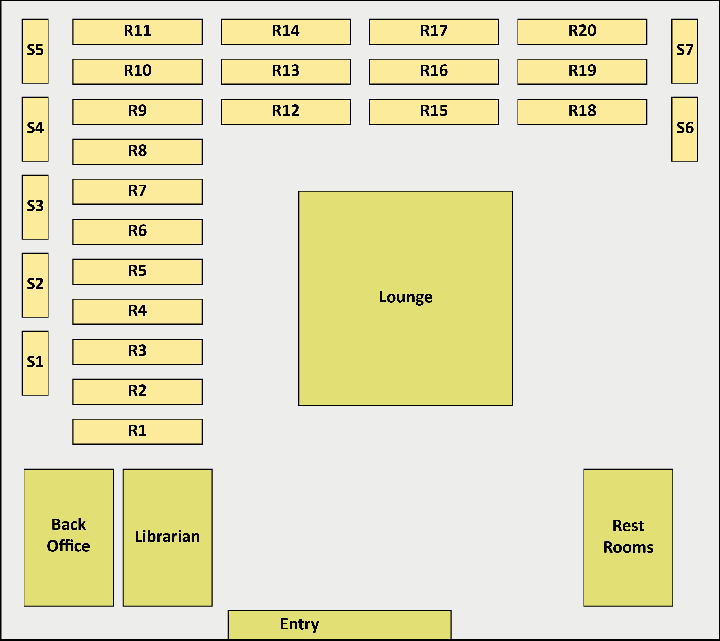 S5
R11
R14
R17
R20
S7
R10
R13
R16
R19
S4
R9
R12
R15
R18
S6
R8
S3
R7
R6
S2
R5
Lounge
R4
S1
R3
R2
R1
Back
Office
Librarian
Rest
Rooms
Entry